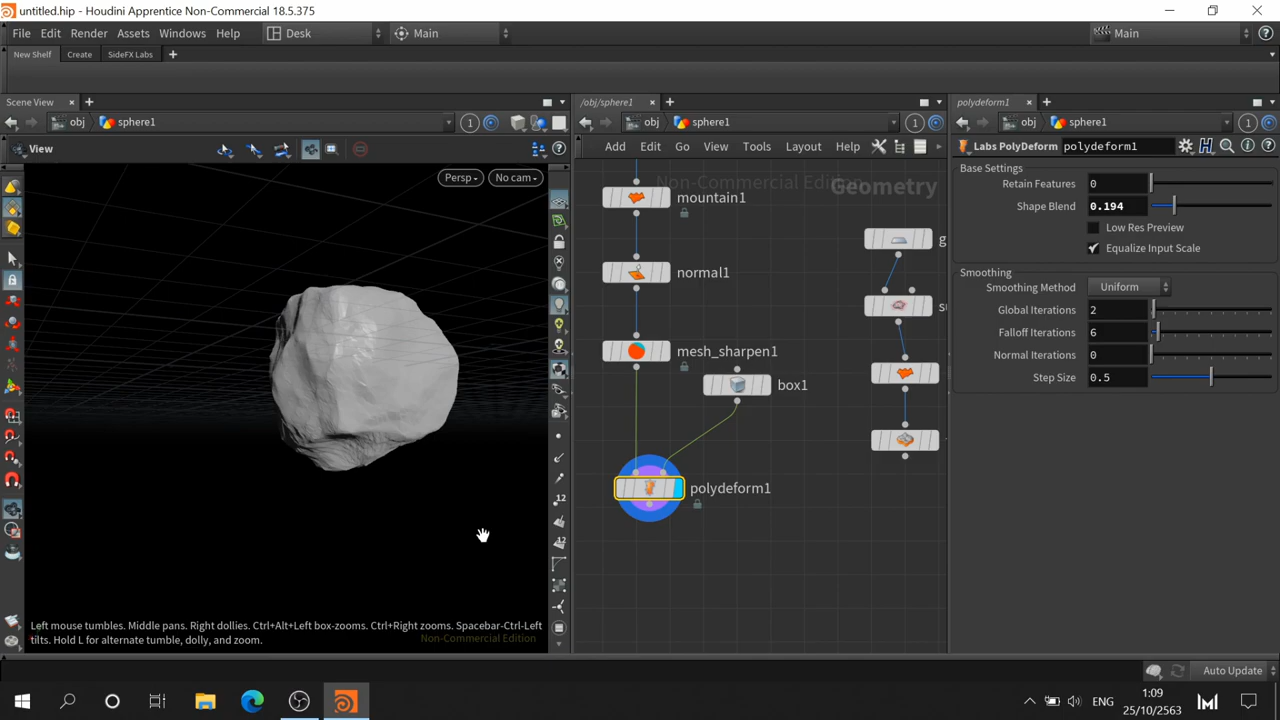 untitled.hip - Houdini Apprentice Non-Commercial 18.5.375
File Edit Render Assets Windows Help Desk Main Main
New Shelf Create SideFX Labs
Scene View
obj sphere1
View
Persp No cam
Left mouse tumbles. Middle pans. Right dollies. Ctrl+Alt+Left box-zooms. Ctrl+Right zooms. Spacebar-Ctrl-Left
tilts. Hold L for alternate tumble, dolly, and zoom.
Non-Commercial Edition
/obj/sphere1
obj sphere1
Add Edit Go View Tools Layout Help
Non-Commercial Edition
Geometry
mountain1
normal1
mesh_sharpen1
box1
polydeform1
polydeform1
obj sphere1
Labs PolyDeform polydeform1
Base Settings
Retain Features 0
Shape Blend 0.194
Low Res Preview
Equalize Input Scale
Smoothing
Smoothing Method Uniform
Global Iterations 2
Falloff Iterations 6
Normal Iterations 0
Step Size 0.5
Auto Update
ENG
1:09
25/10/2563